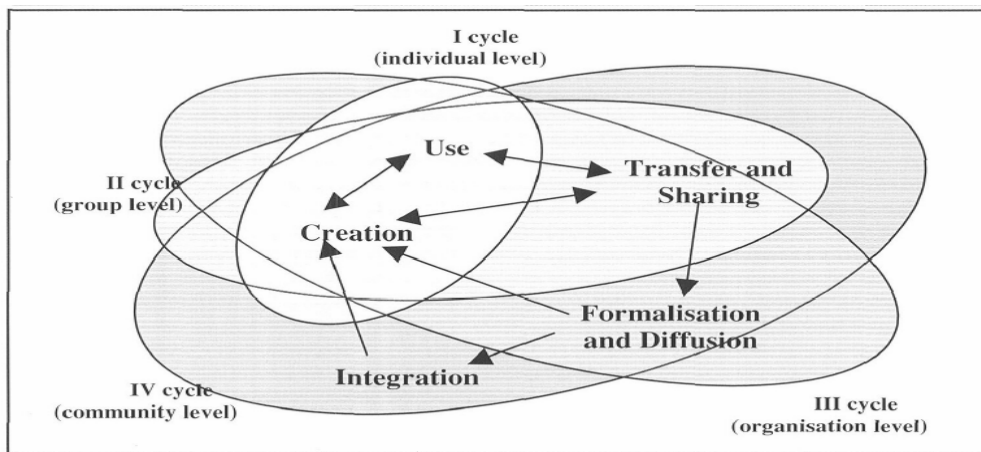 I cycle
(individual level)
Use
Transfer and
Sharing
II cycle
(group level)
Creation
Formalisation
and Diffusion
Integration
IV cycle
(community level)
III cycle
(organisation level)